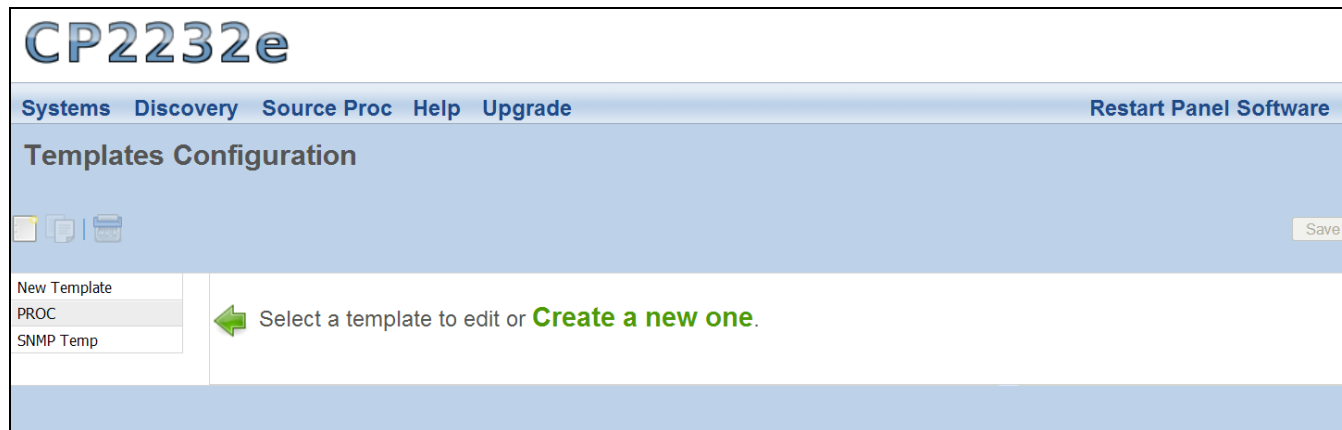 CP2232e
Systems Discovery Source Proc Help Upgrade Restart Panel Software
Templates Configuration
Save
New Template
PROC
SNMP Temp
Select a template to edit or Create a new one.